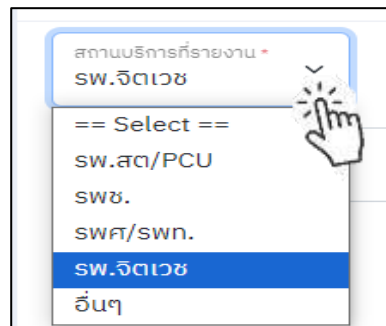 สถานบริการที่รายงาน *
รพ.จิตเวช
== Select ==
รพ.สต/PCU
รพช.
รพศ/รพท.
รพ.จิตเวช
อื่นๆ